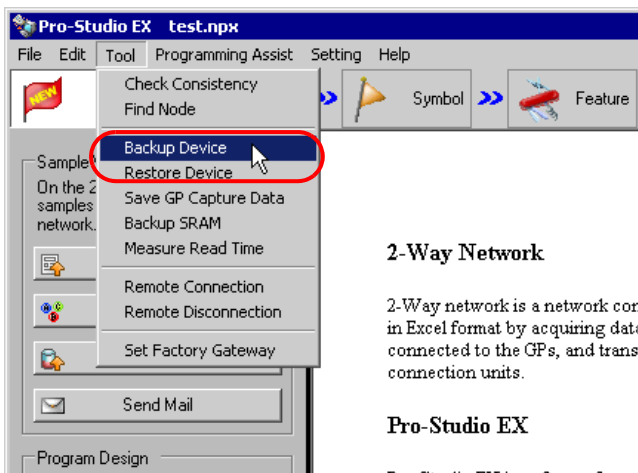 Pro-Studio EX test.npx
File Edit Tool Programming Assist Setting Help
NEW
Symbol
Feature
Check Consistency
Find Node
Backup Device
Restore Device
Save GP Capture Data
Backup SRAM
Measure Read Time
Remote Connection
Remote Disconnection
Set Factory Gateway
Sample
On the 2
samples
network.
Send Mail
Program Design
2-Way Network
2-Way network is a network con
in Excel format by acquiring data
connected to the GPs, and trans
connection units.
Pro-Studio EX